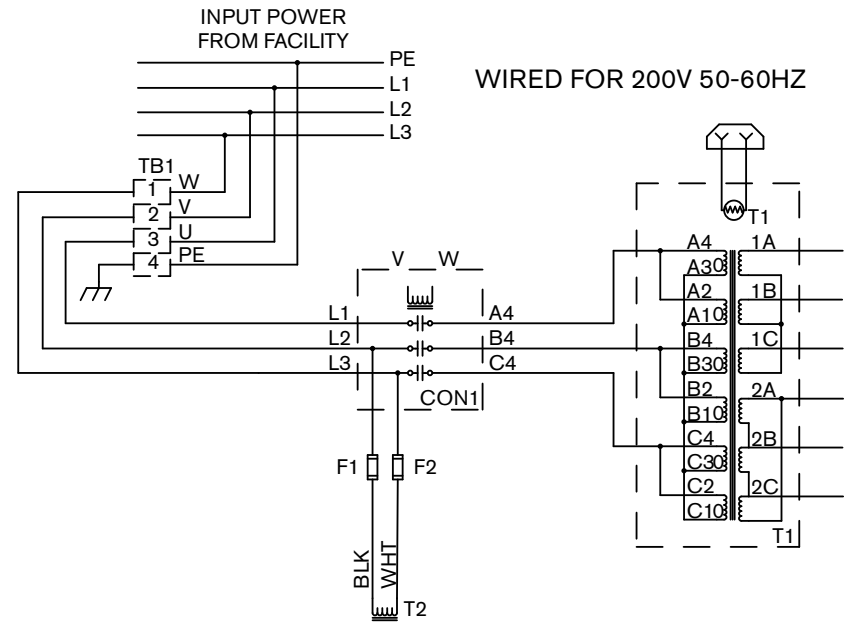 INPUT POWER
FROM FACILITY
PE
L1
L2
L3
WIRED FOR 200V 50-60HZ
TB1
1 W
2 V
3 U
4 PE
V W
L1 A4
L2 B4
L3 C4
CON1
F1 F2
BLK WHT
T2
T1
A4 1A
A30
A2 1B
A10
B4 1C
B30
B2 2A
B10
C4 2B
C30
C2 2C
C10
T1